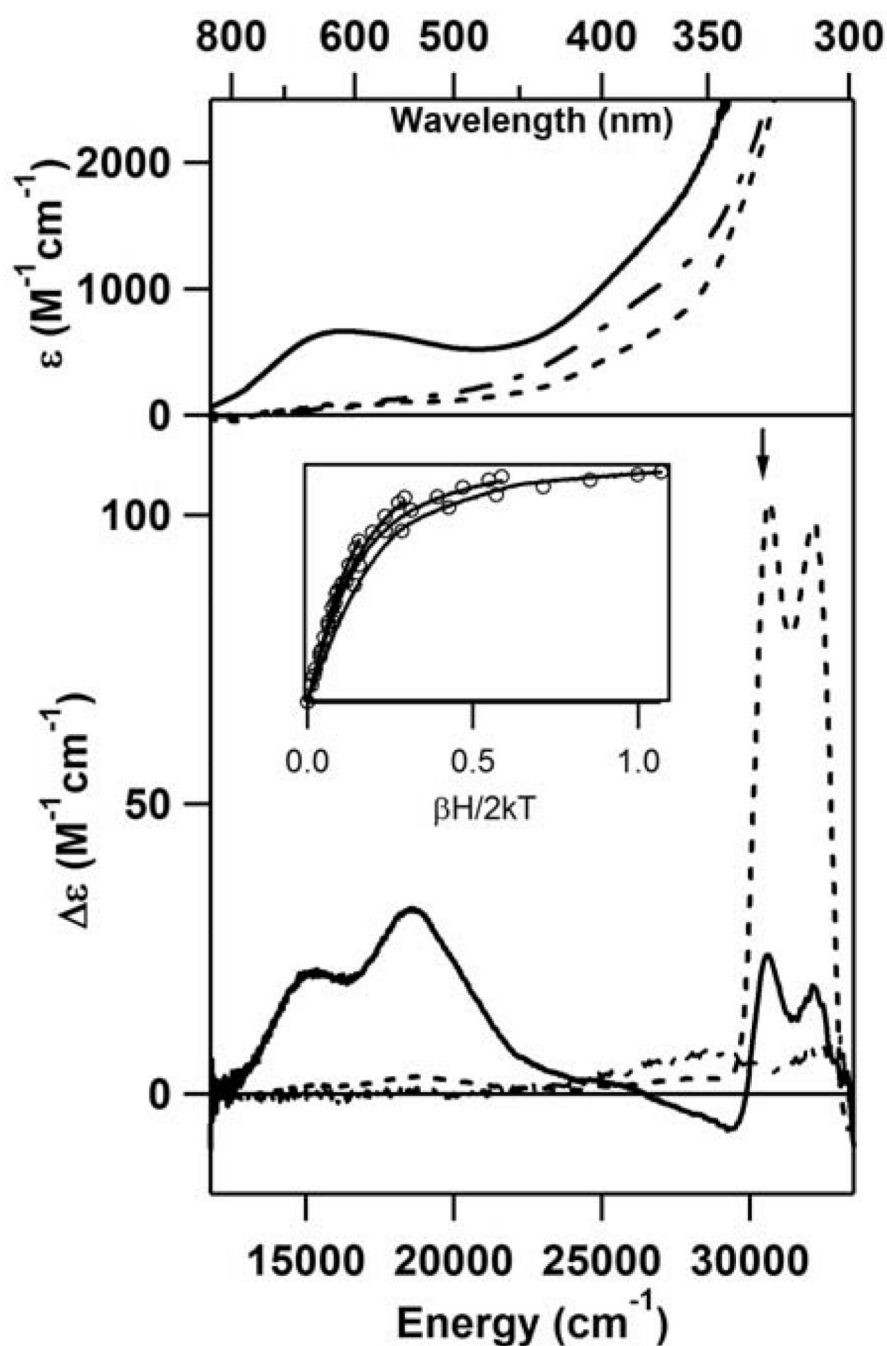 800 600 500 400 350 300
Wavelength (nm)
2000
1000
0
ε (M⁻¹cm⁻¹)
100
50
0
Δε (M⁻¹cm⁻¹)
0.0 0.5 1.0
βH/2kT
15000 20000 25000 30000
Energy (cm⁻¹)